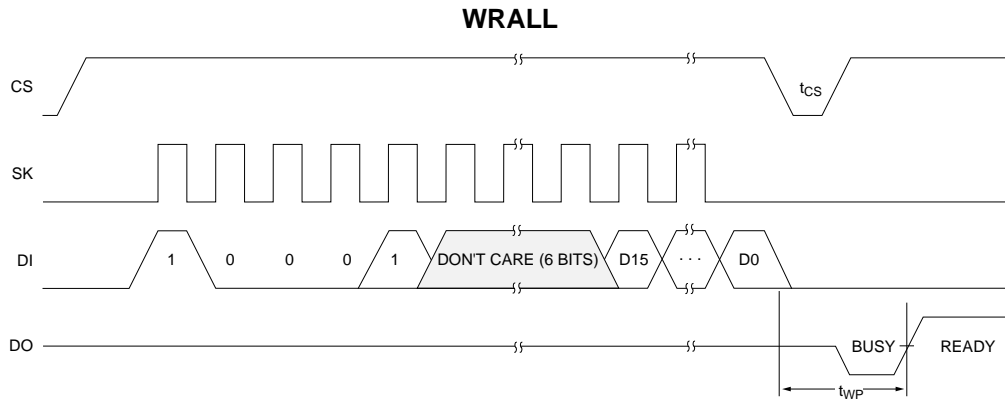 WRALL
CS
tCS
SK
DI 1 0 0 0 1 DON'T CARE (6 BITS) D15 · · · D0
DO BUSY READY
tWP